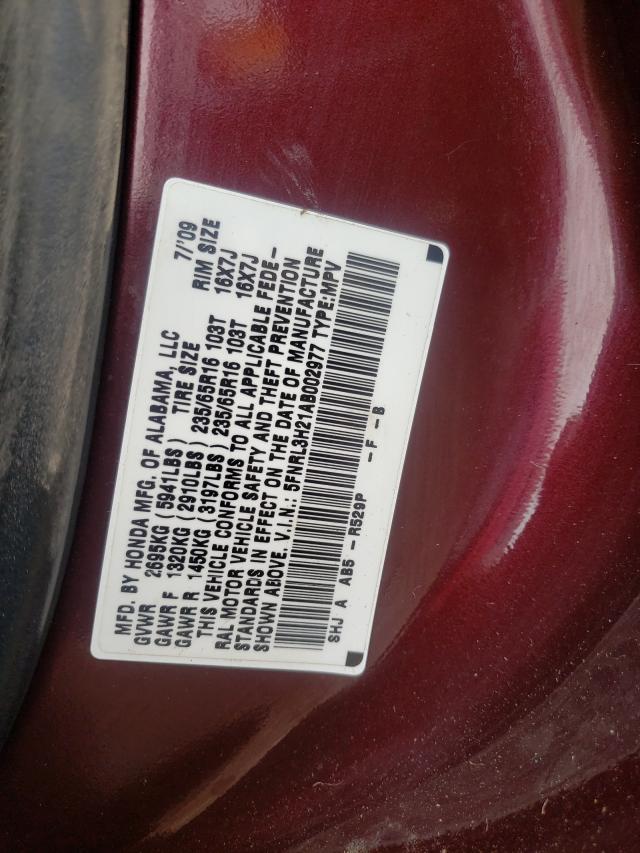 MFD. BY HONDA MFG. OF ALABAMA, LLC 7/'09
GVWR 2695KG (5941LBS) TIRE SIZE RIM SIZE
GAWR F 1320KG (2910LBS) 235/65R16 103T 16X7J
GAWR R 1450KG (3197LBS) 235/65R16 103T 16X7J
THIS VEHICLE CONFORMS TO ALL APPLICABLE FEDE-
RAL MOTOR VEHICLE SAFETY AND THEFT PREVENTION
STANDARDS IN EFFECT ON THE DATE OF MANUFACTURE
SHOWN ABOVE. V.I.N.: 5FNRL3H21AB002977 TYPE:MPV
SHJ A AB5 -R529P -F -B